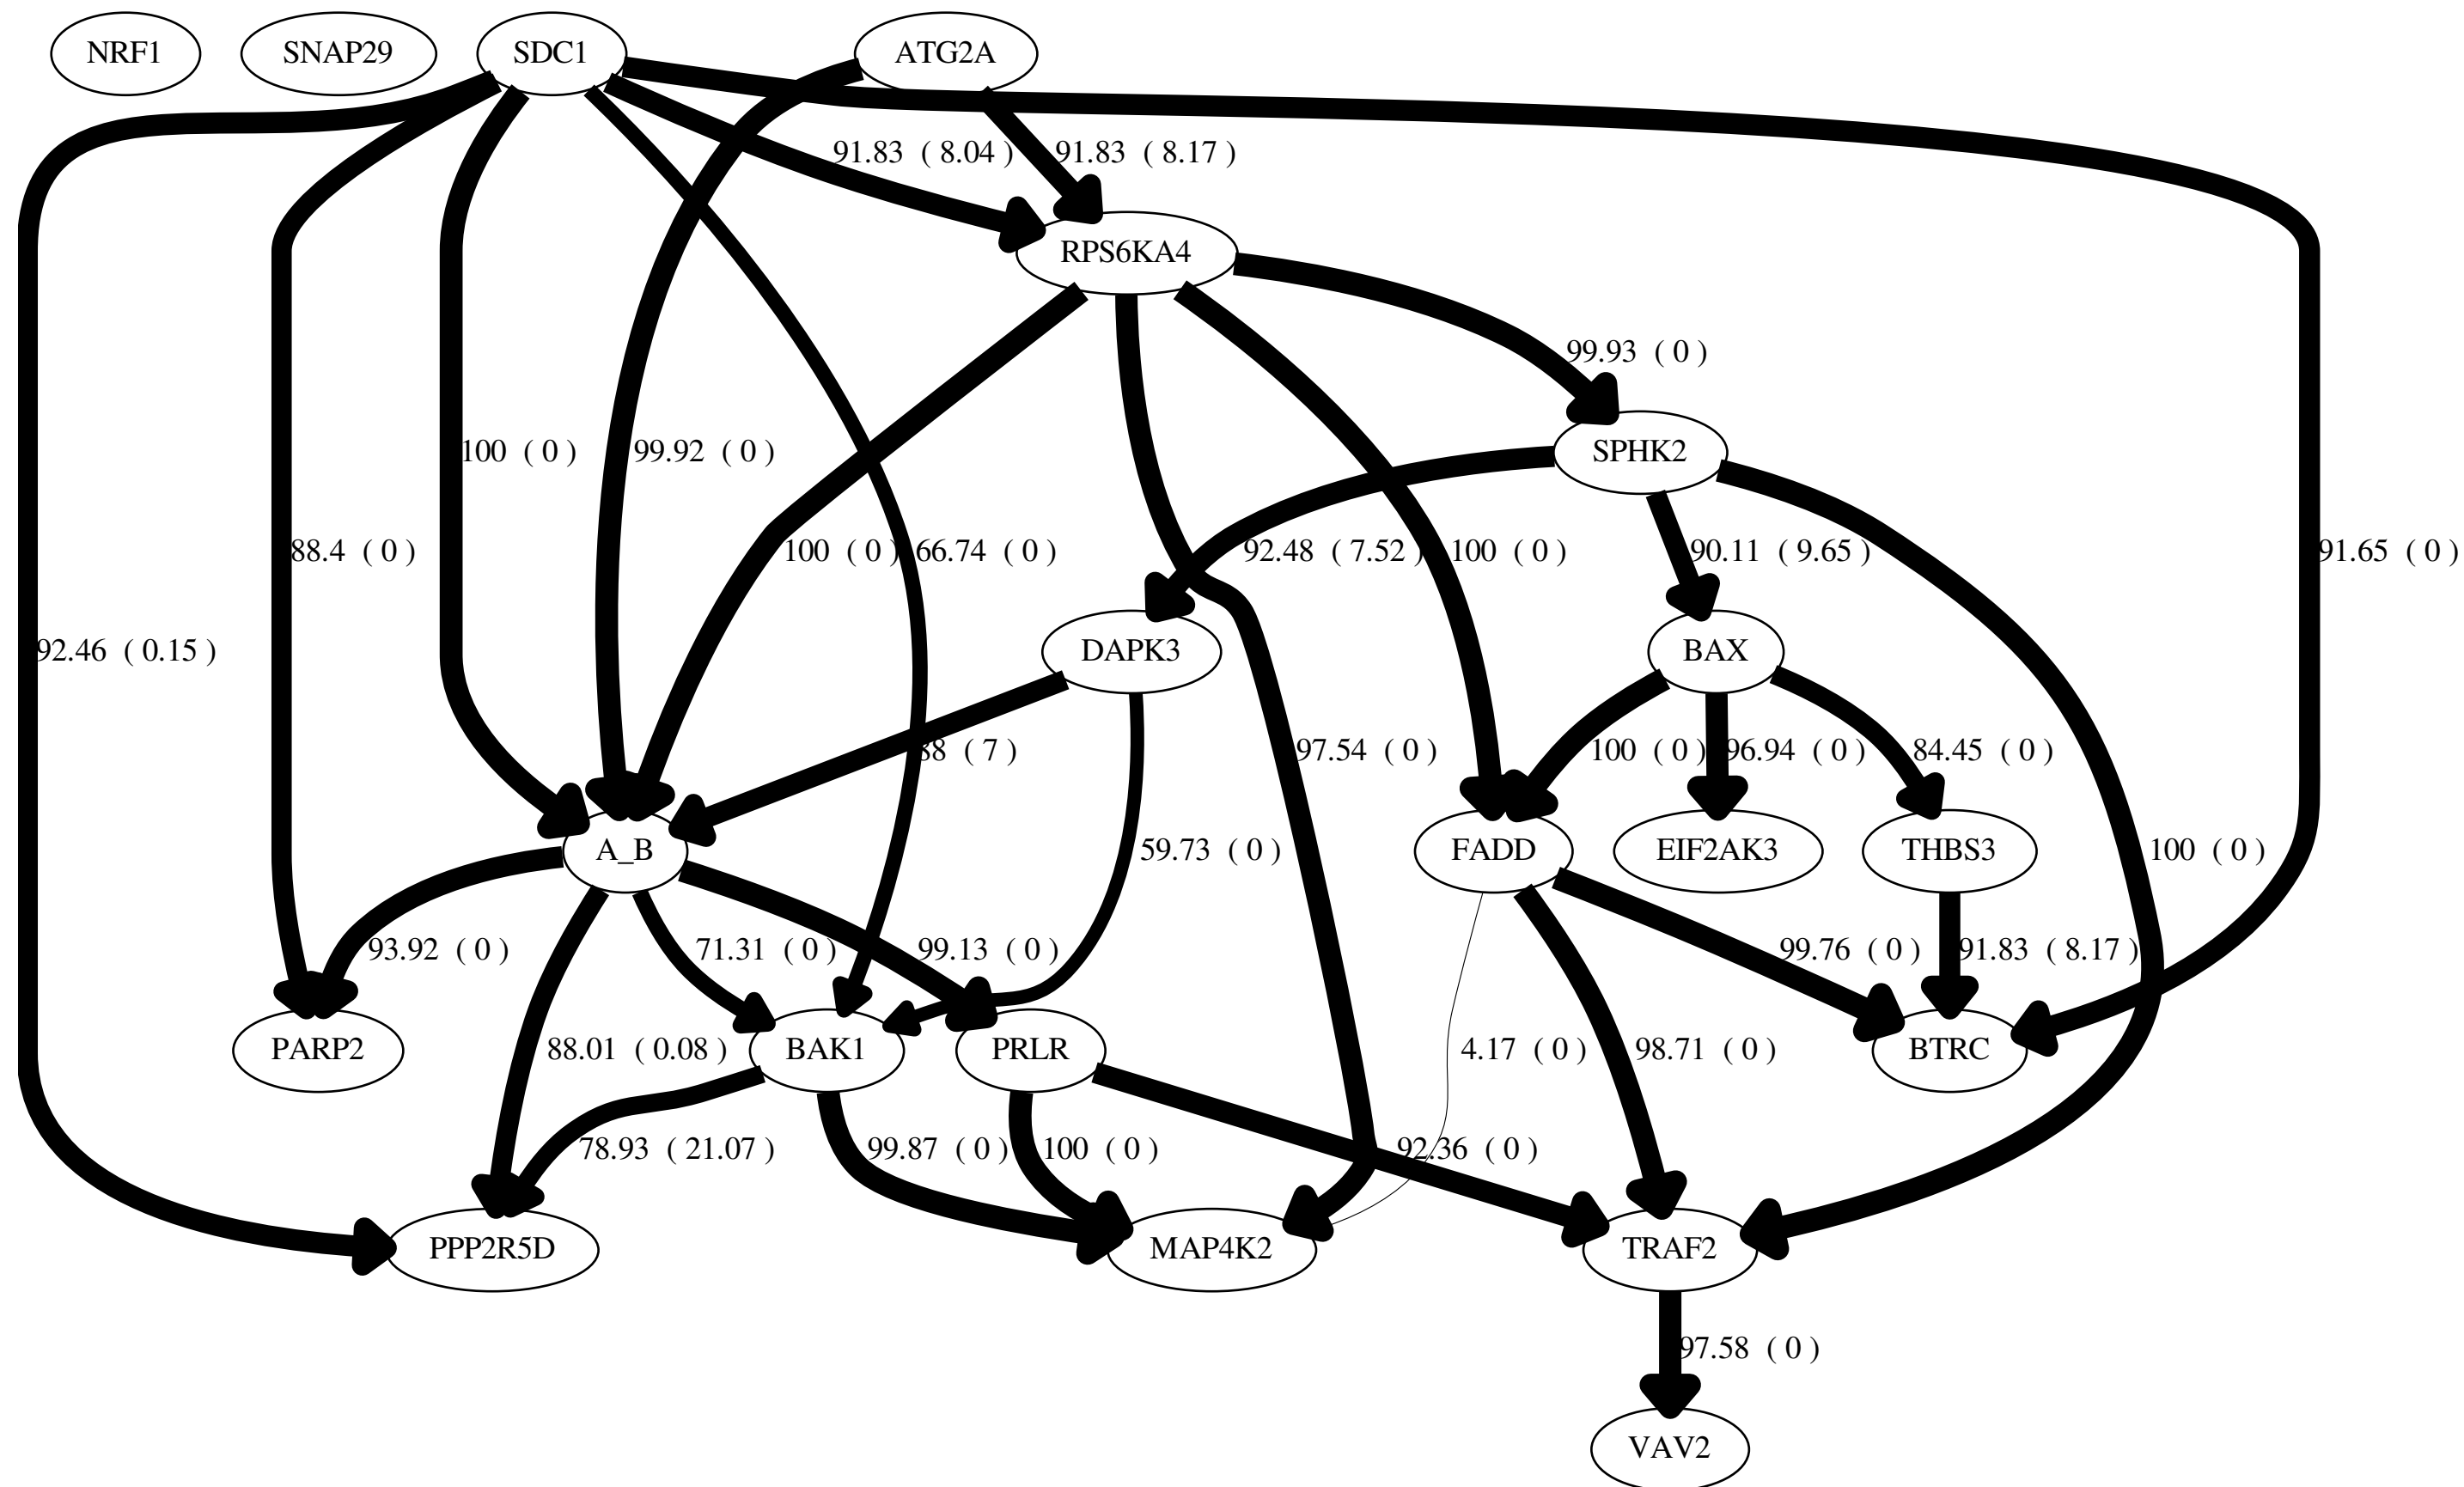 NRF1 SNAP29 SDC1 ATG2A
91.83 ( 8.04 ) 91.83 ( 8.17 )
RPS6KA4
99.93 ( 0 )
100 ( 0 ) 99.92 ( 0 ) SPHK2
88.4 ( 0 ) 100 ( 0 ) 66.74 ( 0 ) 92.48 ( 7.52 ) 100 ( 0 ) 90.11 ( 9.65 ) 91.65 ( 0 )
92.46 ( 0.15 ) DAPK3 BAX
88 ( 7 ) 97.54 ( 0 ) 100 ( 0 ) 96.94 ( 0 ) 84.45 ( 0 )
A_B 59.73 ( 0 ) FADD EIF2AK3 THBS3 100 ( 0 )
93.92 ( 0 ) 71.31 ( 0 ) 99.13 ( 0 ) 99.76 ( 0 ) 91.83 ( 8.17 )
PARP2 88.01 ( 0.08 ) BAK1 PRLR 4.17 ( 0 ) 98.71 ( 0 ) BTRC
78.93 ( 21.07 ) 99.87 ( 0 ) 100 ( 0 ) 92.36 ( 0 )
PPP2R5D MAP4K2 TRAF2
97.58 ( 0 )
VAV2